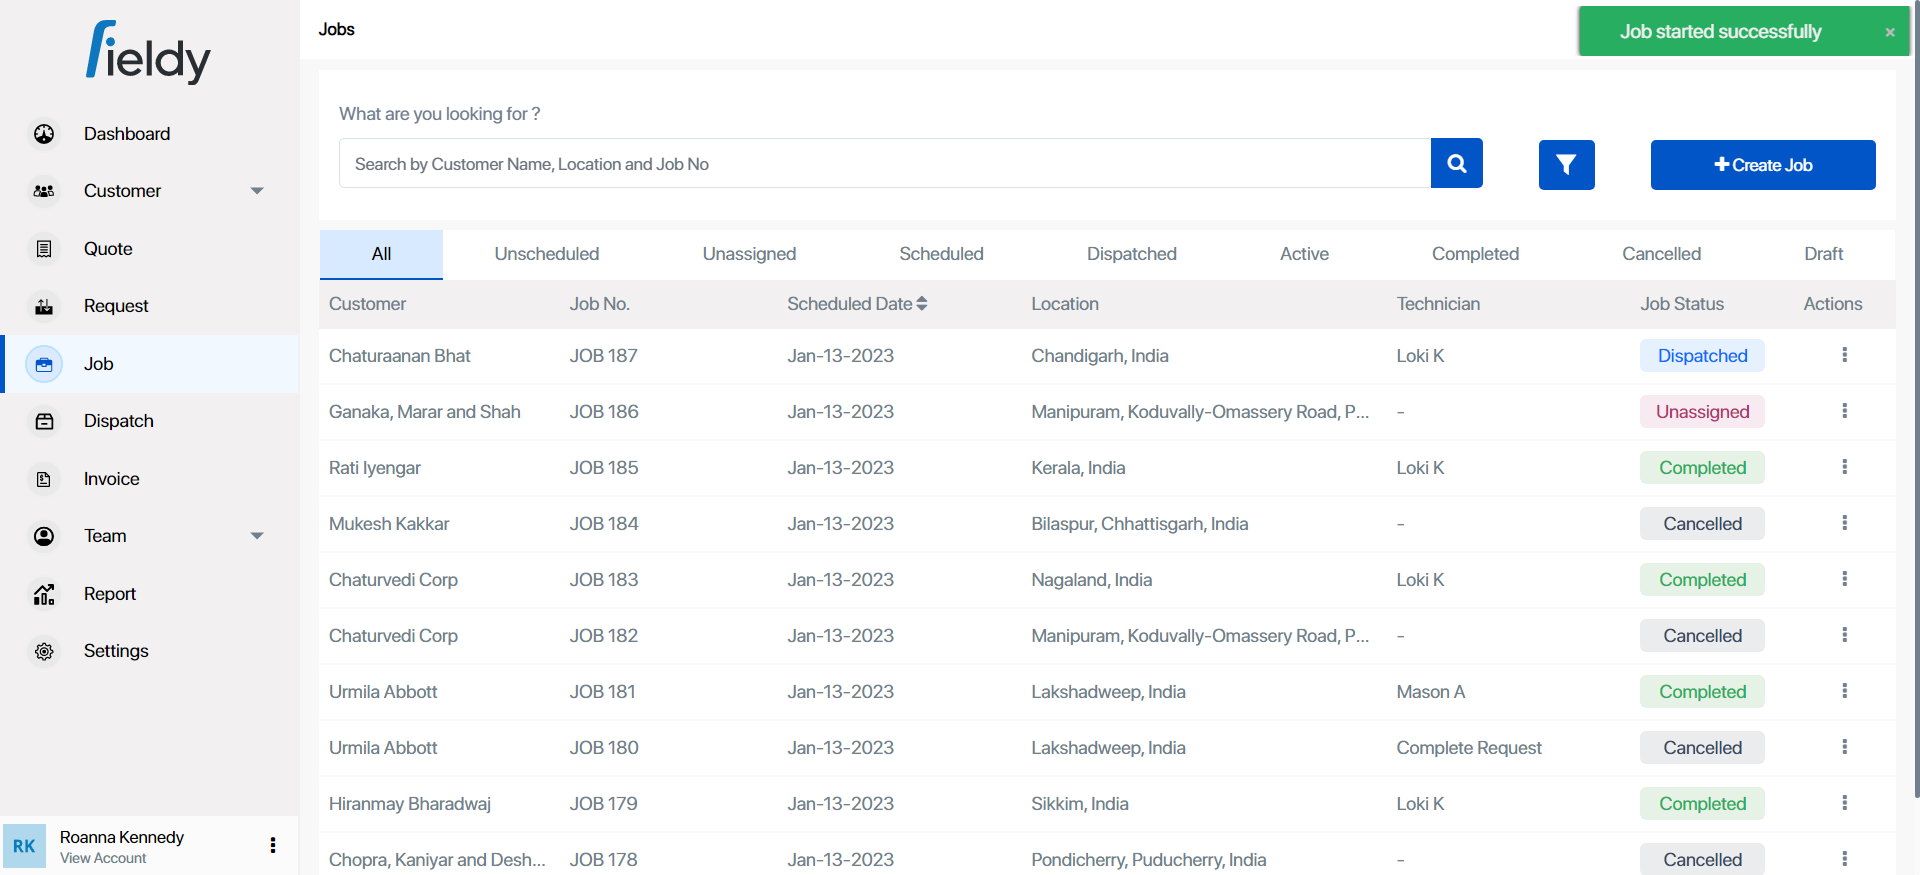 fieldy
Dashboard
Customer
Quote
Request
Job
Dispatch
Invoice
Team
Report
Settings
RK
Roanna Kennedy
View Account
Jobs
Job started successfully ×
What are you looking for ?
Search by Customer Name, Location and Job No
Create Job
All Unscheduled Unassigned Scheduled Dispatched Active Completed Cancelled Draft
Customer Job No. Scheduled Date Location Technician Job Status Actions
Chaturaanan Bhat JOB 187 Jan-13-2023 Chandigarh, India Loki K Dispatched
Ganaka, Marar and Shah JOB 186 Jan-13-2023 Manipuram, Koduvally-Omassery Road, P... - Unassigned
Rati Iyengar JOB 185 Jan-13-2023 Kerala, India Loki K Completed
Mukesh Kakkar JOB 184 Jan-13-2023 Bilaspur, Chhattisgarh, India - Cancelled
Chaturvedi Corp JOB 183 Jan-13-2023 Nagaland, India Loki K Completed
Chaturvedi Corp JOB 182 Jan-13-2023 Manipuram, Koduvally-Omassery Road, P... - Cancelled
Urmila Abbott JOB 181 Jan-13-2023 Lakshadweep, India Mason A Completed
Urmila Abbott JOB 180 Jan-13-2023 Lakshadweep, India Complete Request Cancelled
Hiranmay Bharadwaj JOB 179 Jan-13-2023 Sikkim, India Loki K Completed
Chopra, Kaniyar and Desh... JOB 178 Jan-13-2023 Pondicherry, Puducherry, India - Cancelled